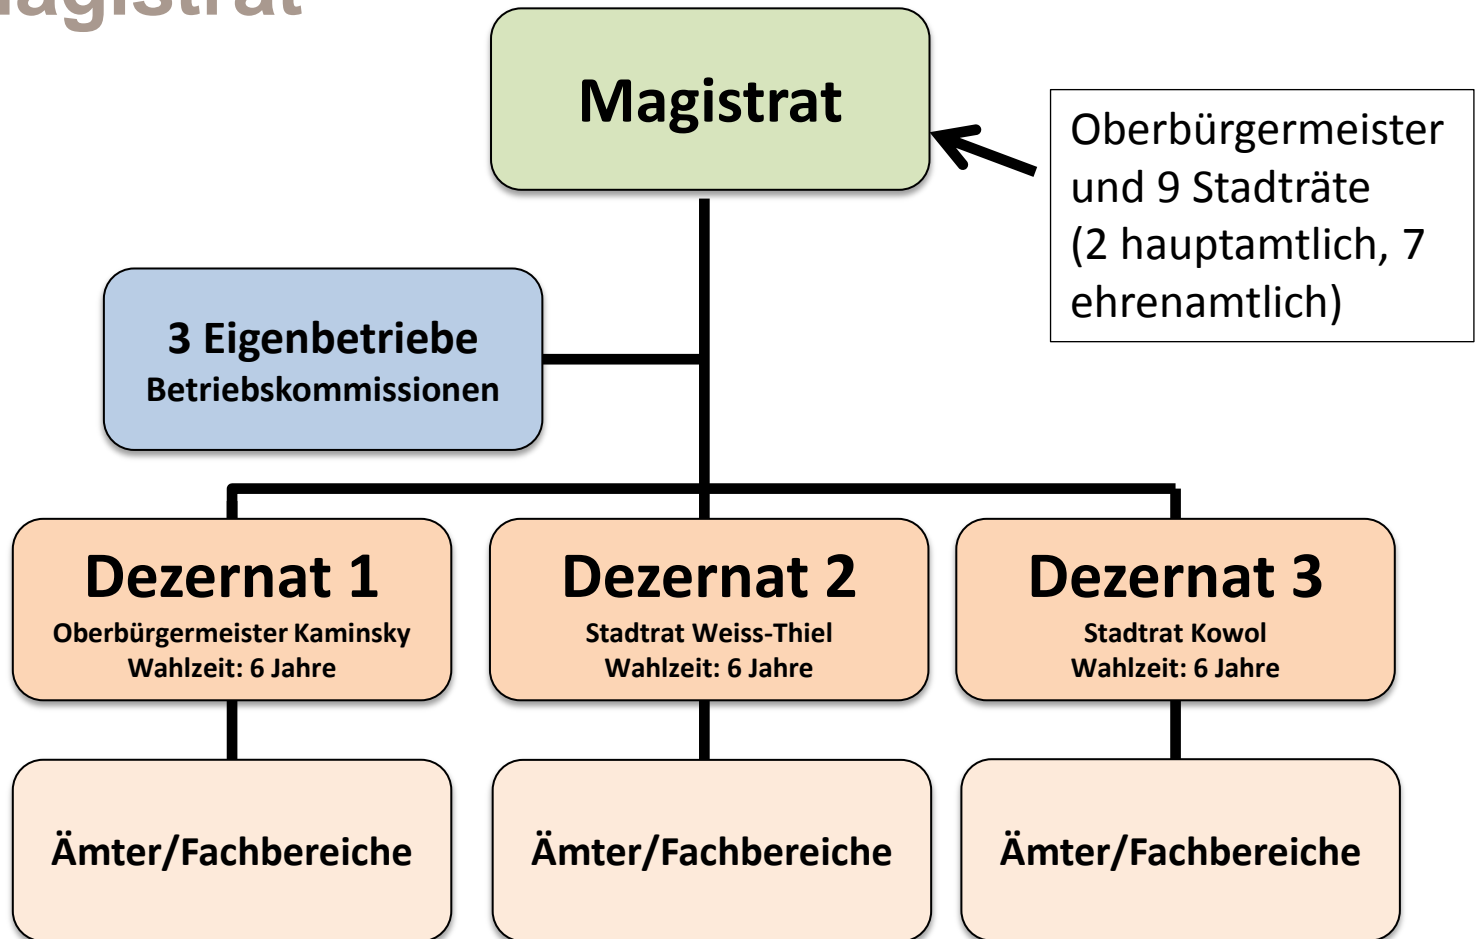 Magistrat
Magistrat
Oberbürgermeister
und 9 Stadträte
(2 hauptamtlich, 7
ehrenamtlich)
3 Eigenbetriebe
Betriebskommissionen
Dezernat 1
Oberbürgermeister Kaminsky
Wahlzeit: 6 Jahre
Dezernat 2
Stadtrat Weiss-Thiel
Wahlzeit: 6 Jahre
Dezernat 3
Stadtrat Kowol
Wahlzeit: 6 Jahre
Ämter/Fachbereiche
Ämter/Fachbereiche
Ämter/Fachbereiche